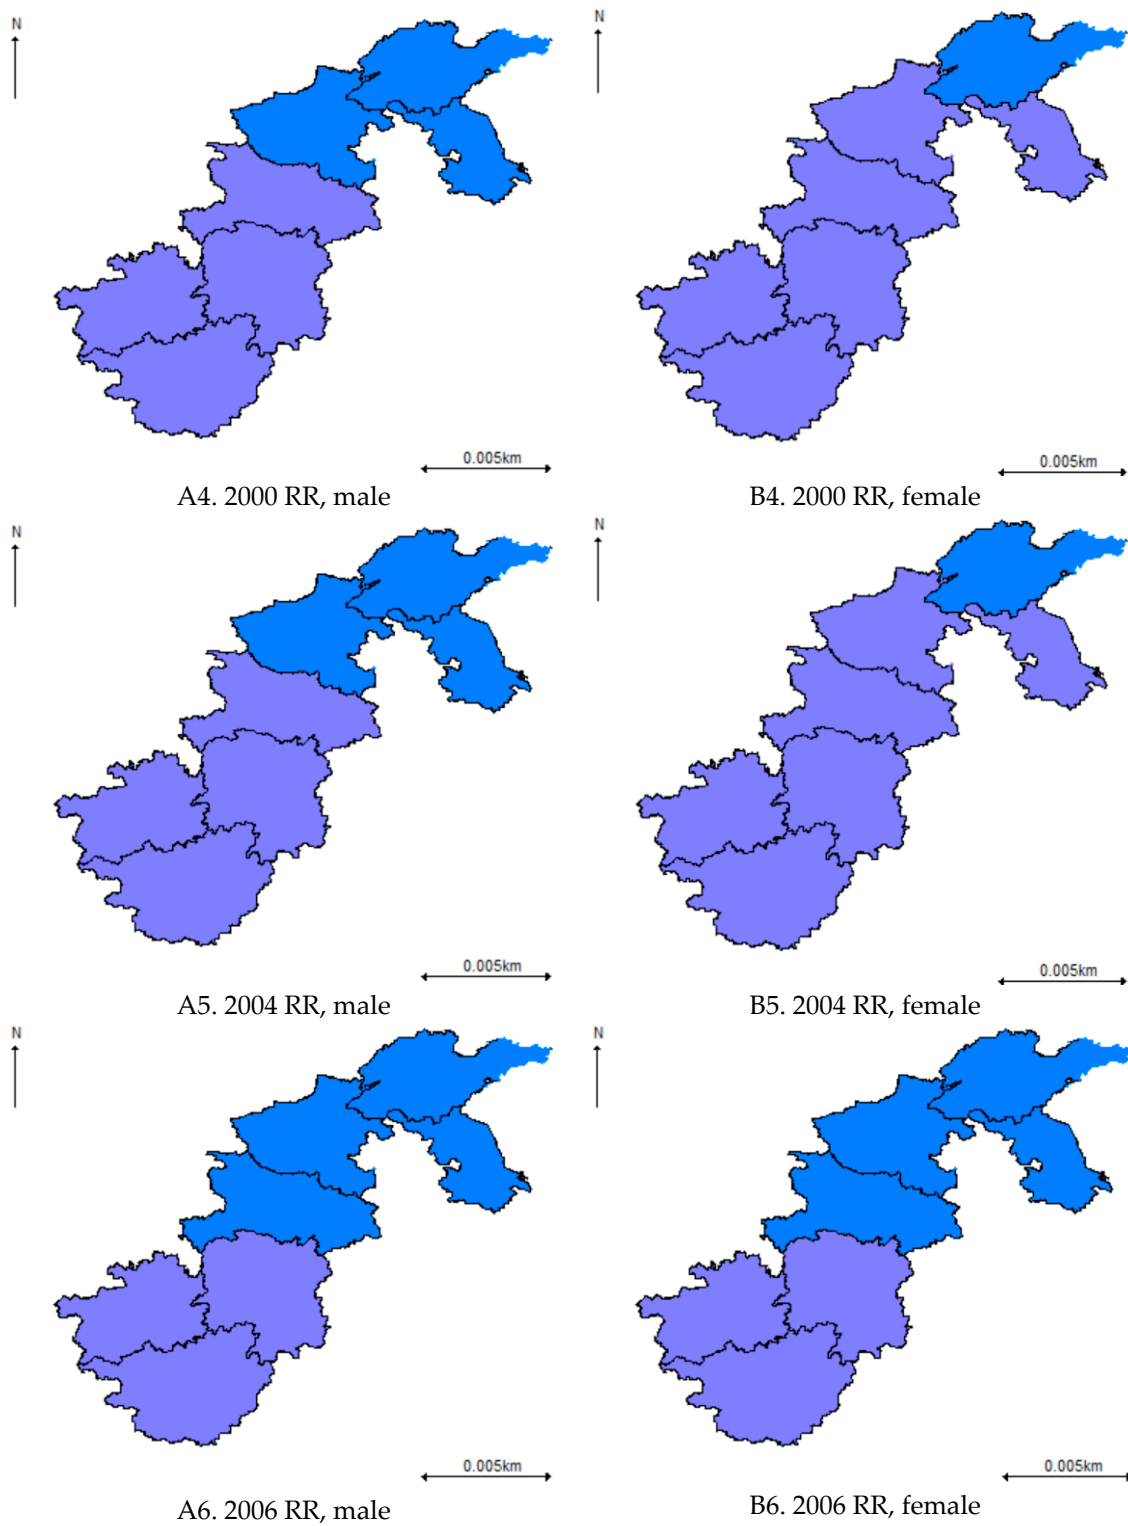 N
N
0.005km
0.005km
A4. 2000 RR, male
B4. 2000 RR, female
N
N
0.005km
0.005km
A5. 2004 RR, male
B5. 2004 RR, female
N
N
0.005km
0.005km
A6. 2006 RR, male
B6. 2006 RR, female